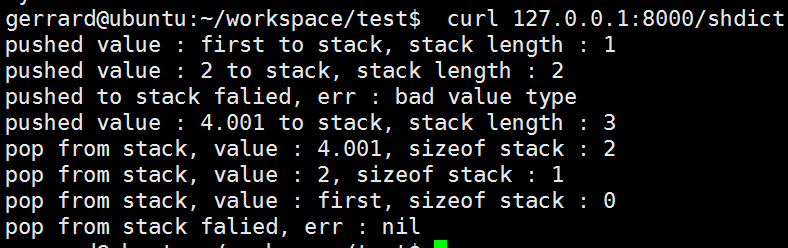 gerrard@ubuntu:~/workspace/test$  curl 127.0.0.1:8000/shdict
pushed value : first to stack, stack length : 1
pushed value : 2 to stack, stack length : 2
pushed to stack falied, err : bad value type
pushed value : 4.001 to stack, stack length : 3
pop from stack, value : 4.001, sizeof stack : 2
pop from stack, value : 2, sizeof stack : 1
pop from stack, value : first, sizeof stack : 0
pop from stack falied, err : nil
gerrard@ubuntu:~/workspace/test$